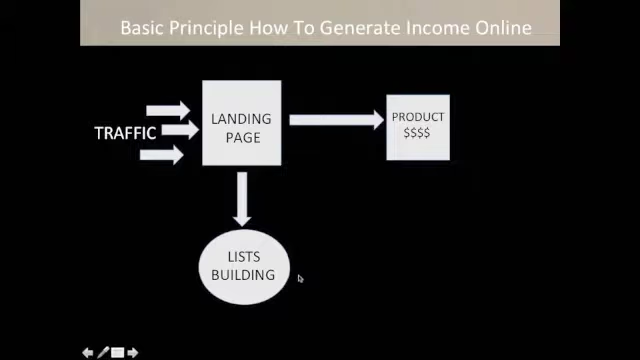 Basic Principle How To Generate Income Online
TRAFFIC
LANDING
PAGE
PRODUCT
$$$$
LISTS
BUILDING